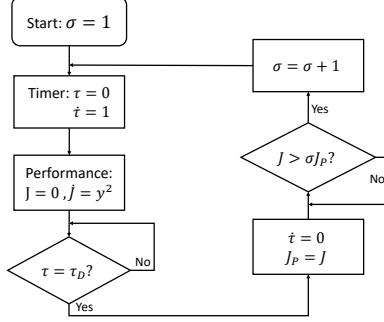 Start: σ = 1
Timer: τ = 0
τ̇ = 1
Performance:
J = 0 , J̇ = y²
τ = τ_D?
No
Yes
σ = σ + 1
Yes
J > σJ_P?
No
τ̇ = 0
J_P = J